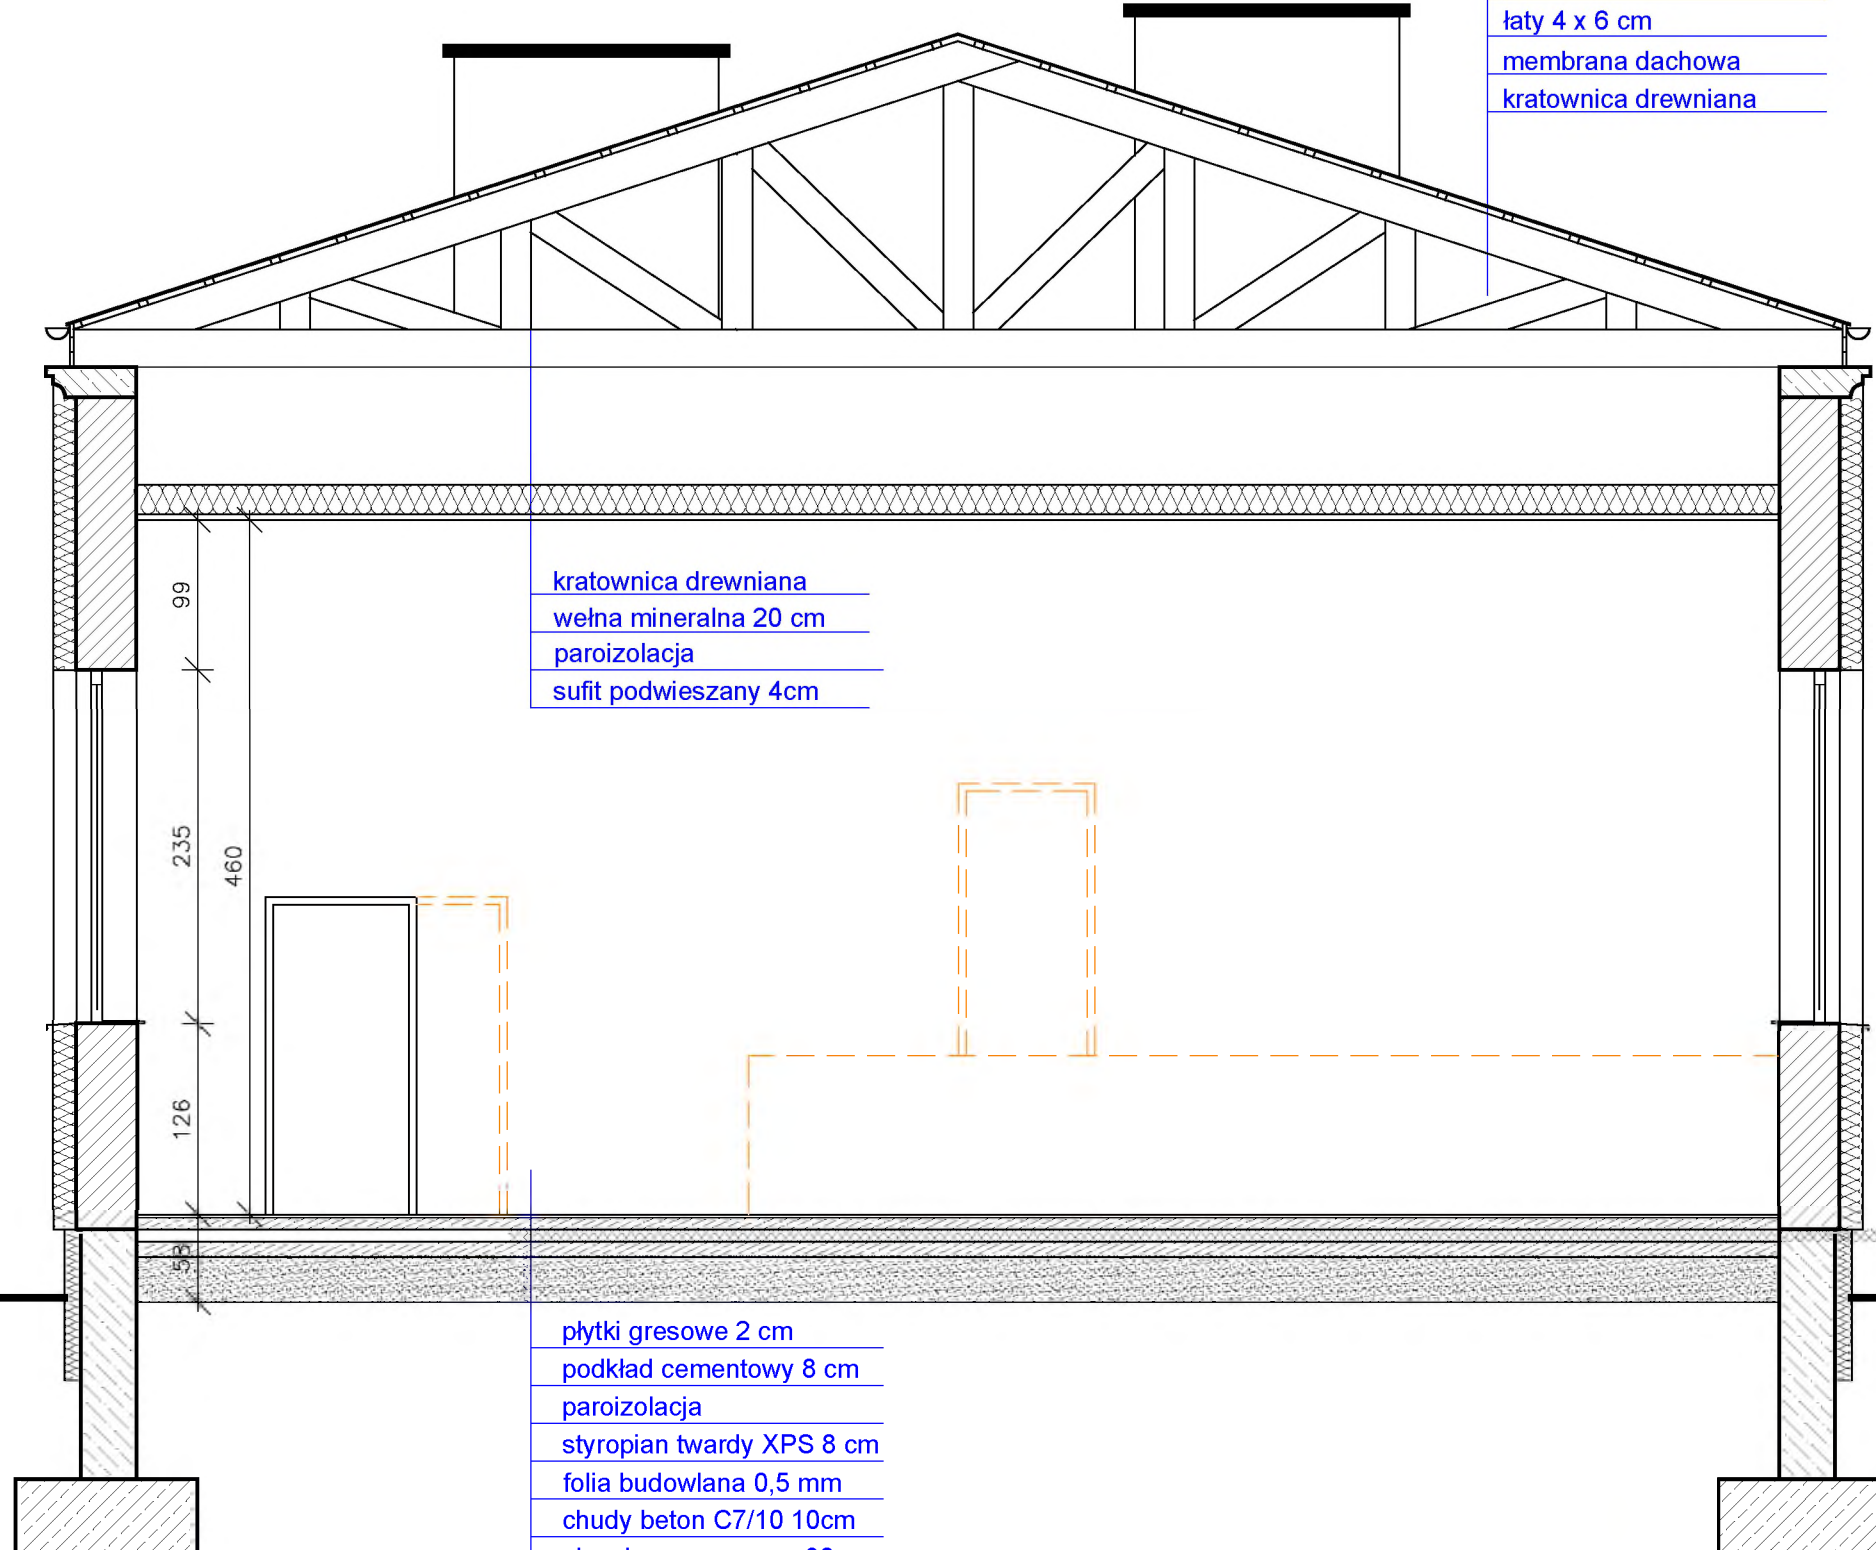 łaty 4 x 6 cm
membrana dachowa
kratownica drewniana
99
kratownica drewniana
wełna mineralna 20 cm
paroizolacja
sufit podwieszany 4cm
235
460
126
53
płytki gresowe 2 cm
podkład cementowy 8 cm
paroizolacja
styropian twardy XPS 8 cm
folia budowlana 0,5 mm
chudy beton C7/10 10cm